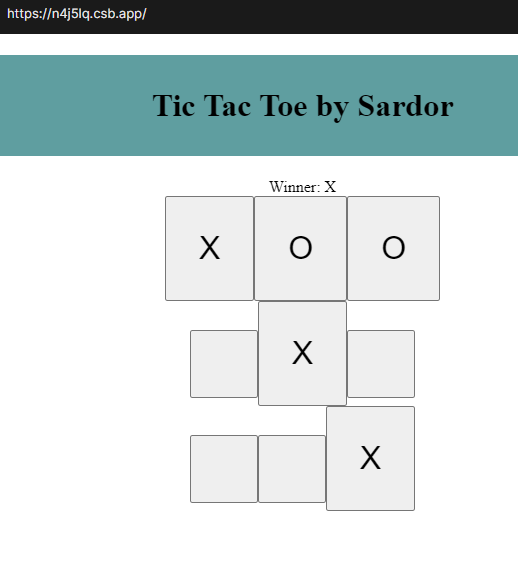 https://n4j5lq.csb.app/
Tic Tac Toe by Sardor
Winner: X
X O O
X
X